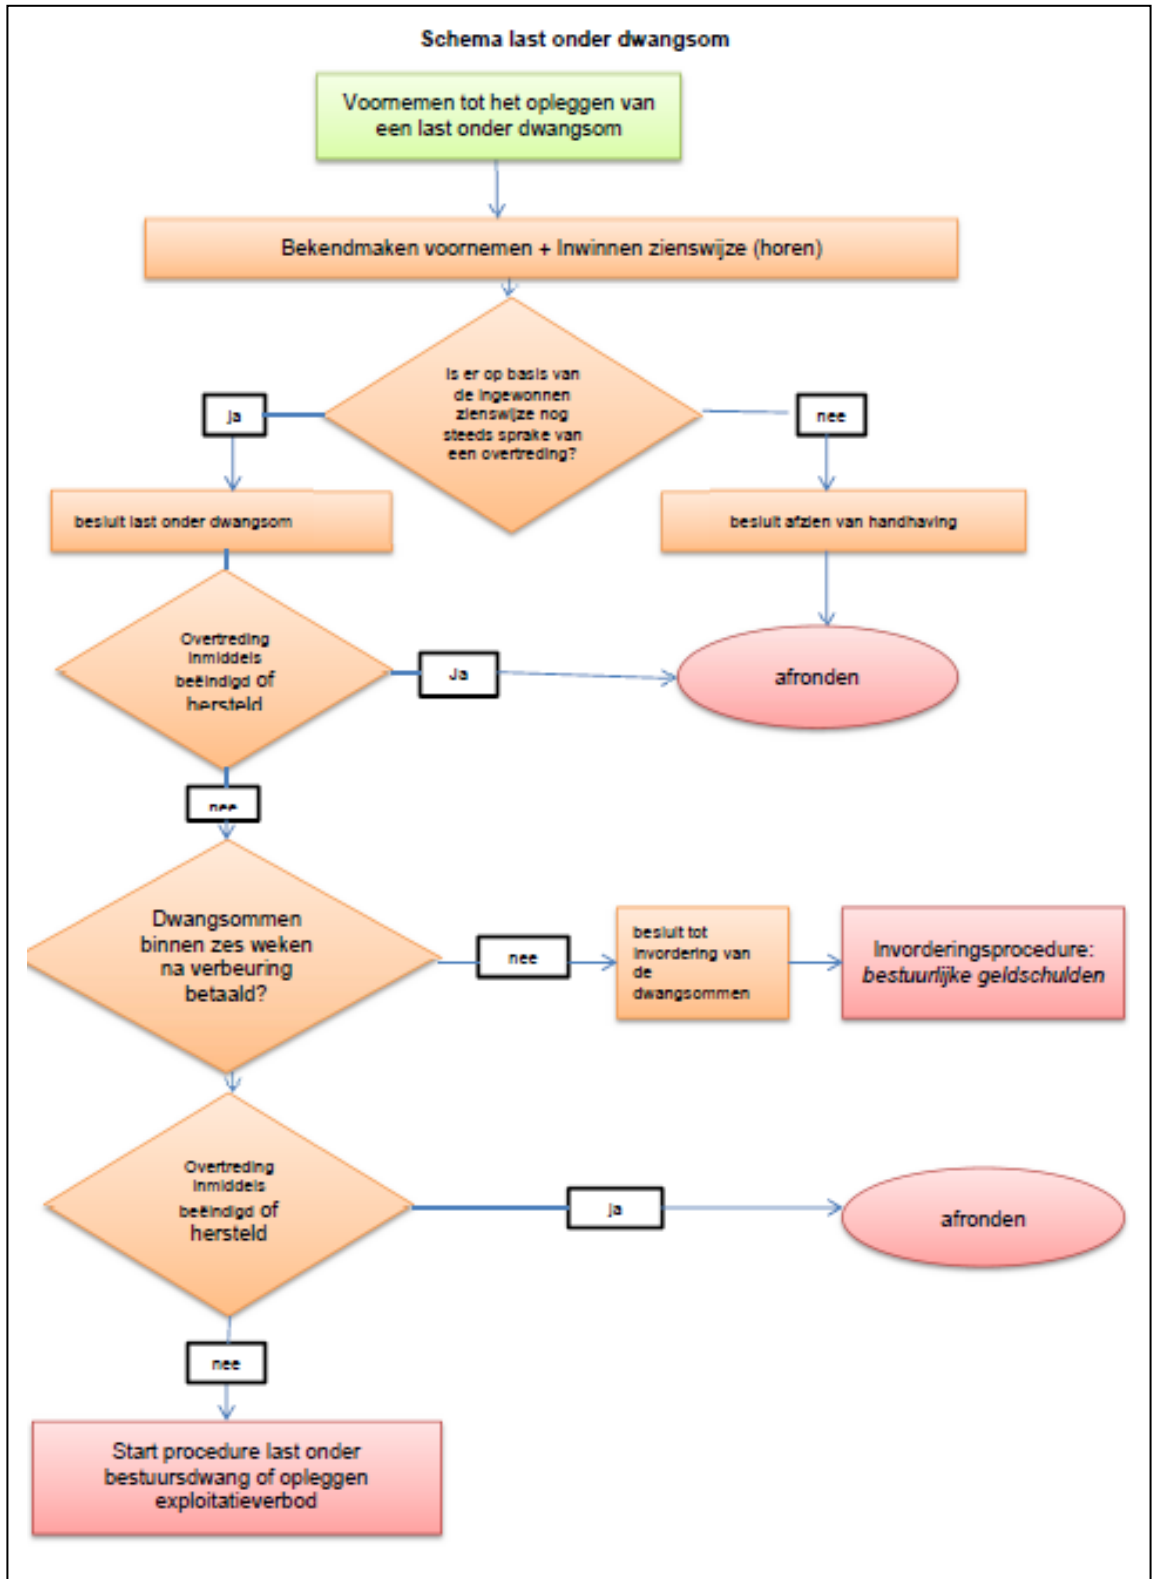 Schema last onder dwangsom
Voornemen tot het opleggen van
een last onder dwangsom
Bekendmaken voornemen + Inwinnen zienswijze (horen)
Is er op basis van
de ingewonnen
zienswijze nog
steeds sprake van
een overtreding?
ja
nee
besluit last onder dwangsom
besluit afzien van handhaving
Overtreding
inmiddels
beëindigd of
hersteld
Ja
afronden
nee
Dwangsommen
binnen zes weken
na verbeuring
betaald?
nee
besluit tot
invordering van
de
dwangsommen
Invorderingsprocedure:
bestuurlijke geldschulden
Overtreding
inmiddels
beëindigd of
hersteld
ja
afronden
nee
Start procedure last onder
bestuursdwang of opleggen
exploitatieverbod